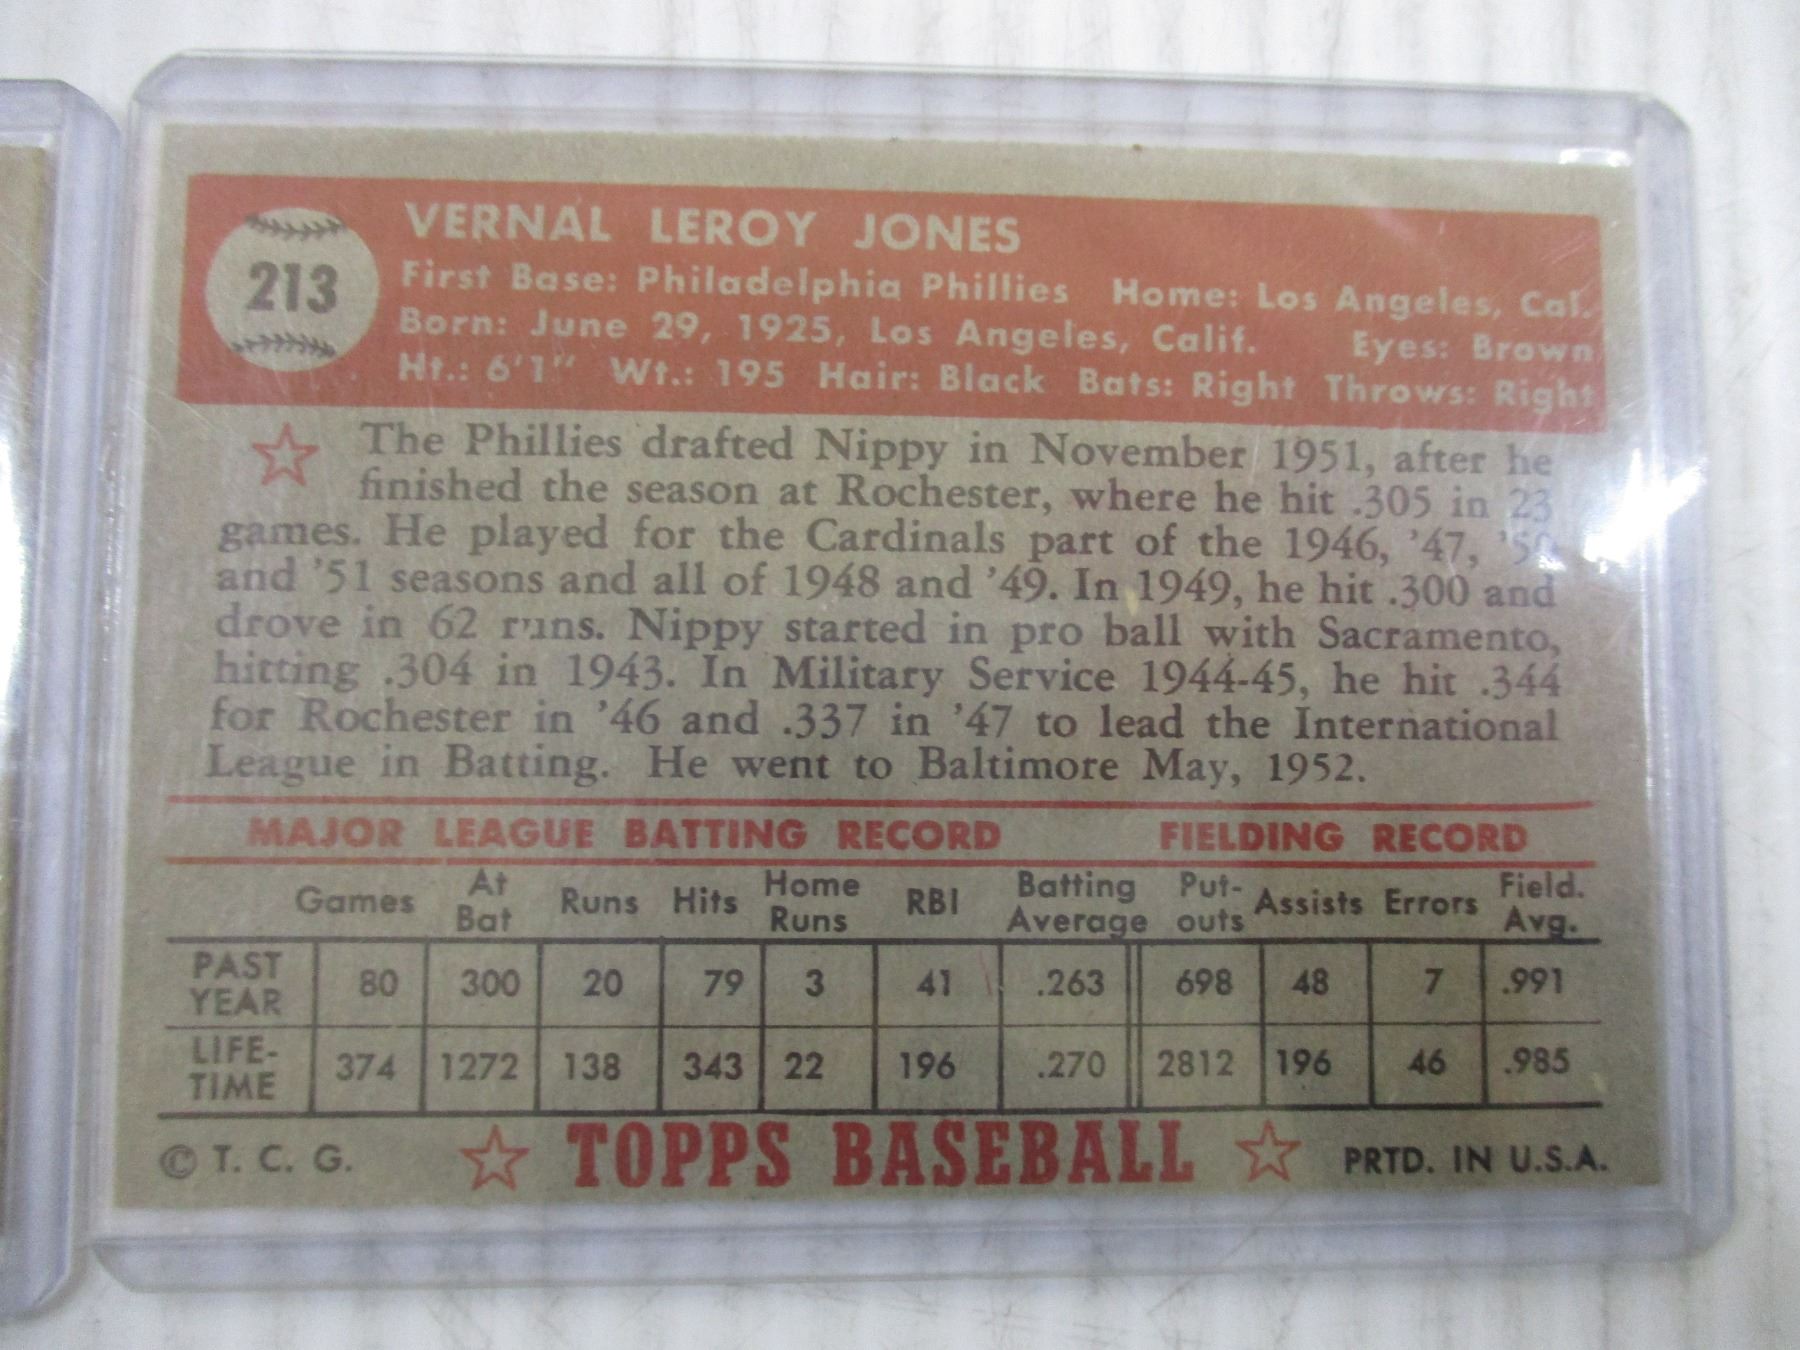 213
VERNAL LEROY JONES
First Base: Philadelphia Phillies Home: Los Angeles, Cal.
Born: June 29, 1925, Los Angeles, Calif. Eyes: Brown
Ht.: 6'1" Wt.: 195 Hair: Black Bats: Right Throws: Right
The Phillies drafted Nippy in November 1951, after he
finished the season at Rochester, where he hit .305 in 23
games. He played for the Cardinals part of the 1946, '47, '50
and '51 seasons and all of 1948 and '49. In 1949, he hit .300 and
drove in 62 runs. Nippy started in pro ball with Sacramento,
hitting .304 in 1943. In Military Service 1944-45, he hit .344
for Rochester in '46 and .337 in '47 to lead the International
League in Batting. He went to Baltimore May, 1952.
MAJOR LEAGUE BATTING RECORD FIELDING RECORD
Games At Bat Runs Hits Home Runs RBI Batting Average Put-outs Assists Errors Field. Avg.
PAST YEAR 80 300 20 79 3 41 .263 698 48 7 .991
LIFE-TIME 374 1272 138 343 22 196 .270 2812 196 46 .985
© T. C. G. TOPPS BASEBALL PRTD. IN U.S.A.